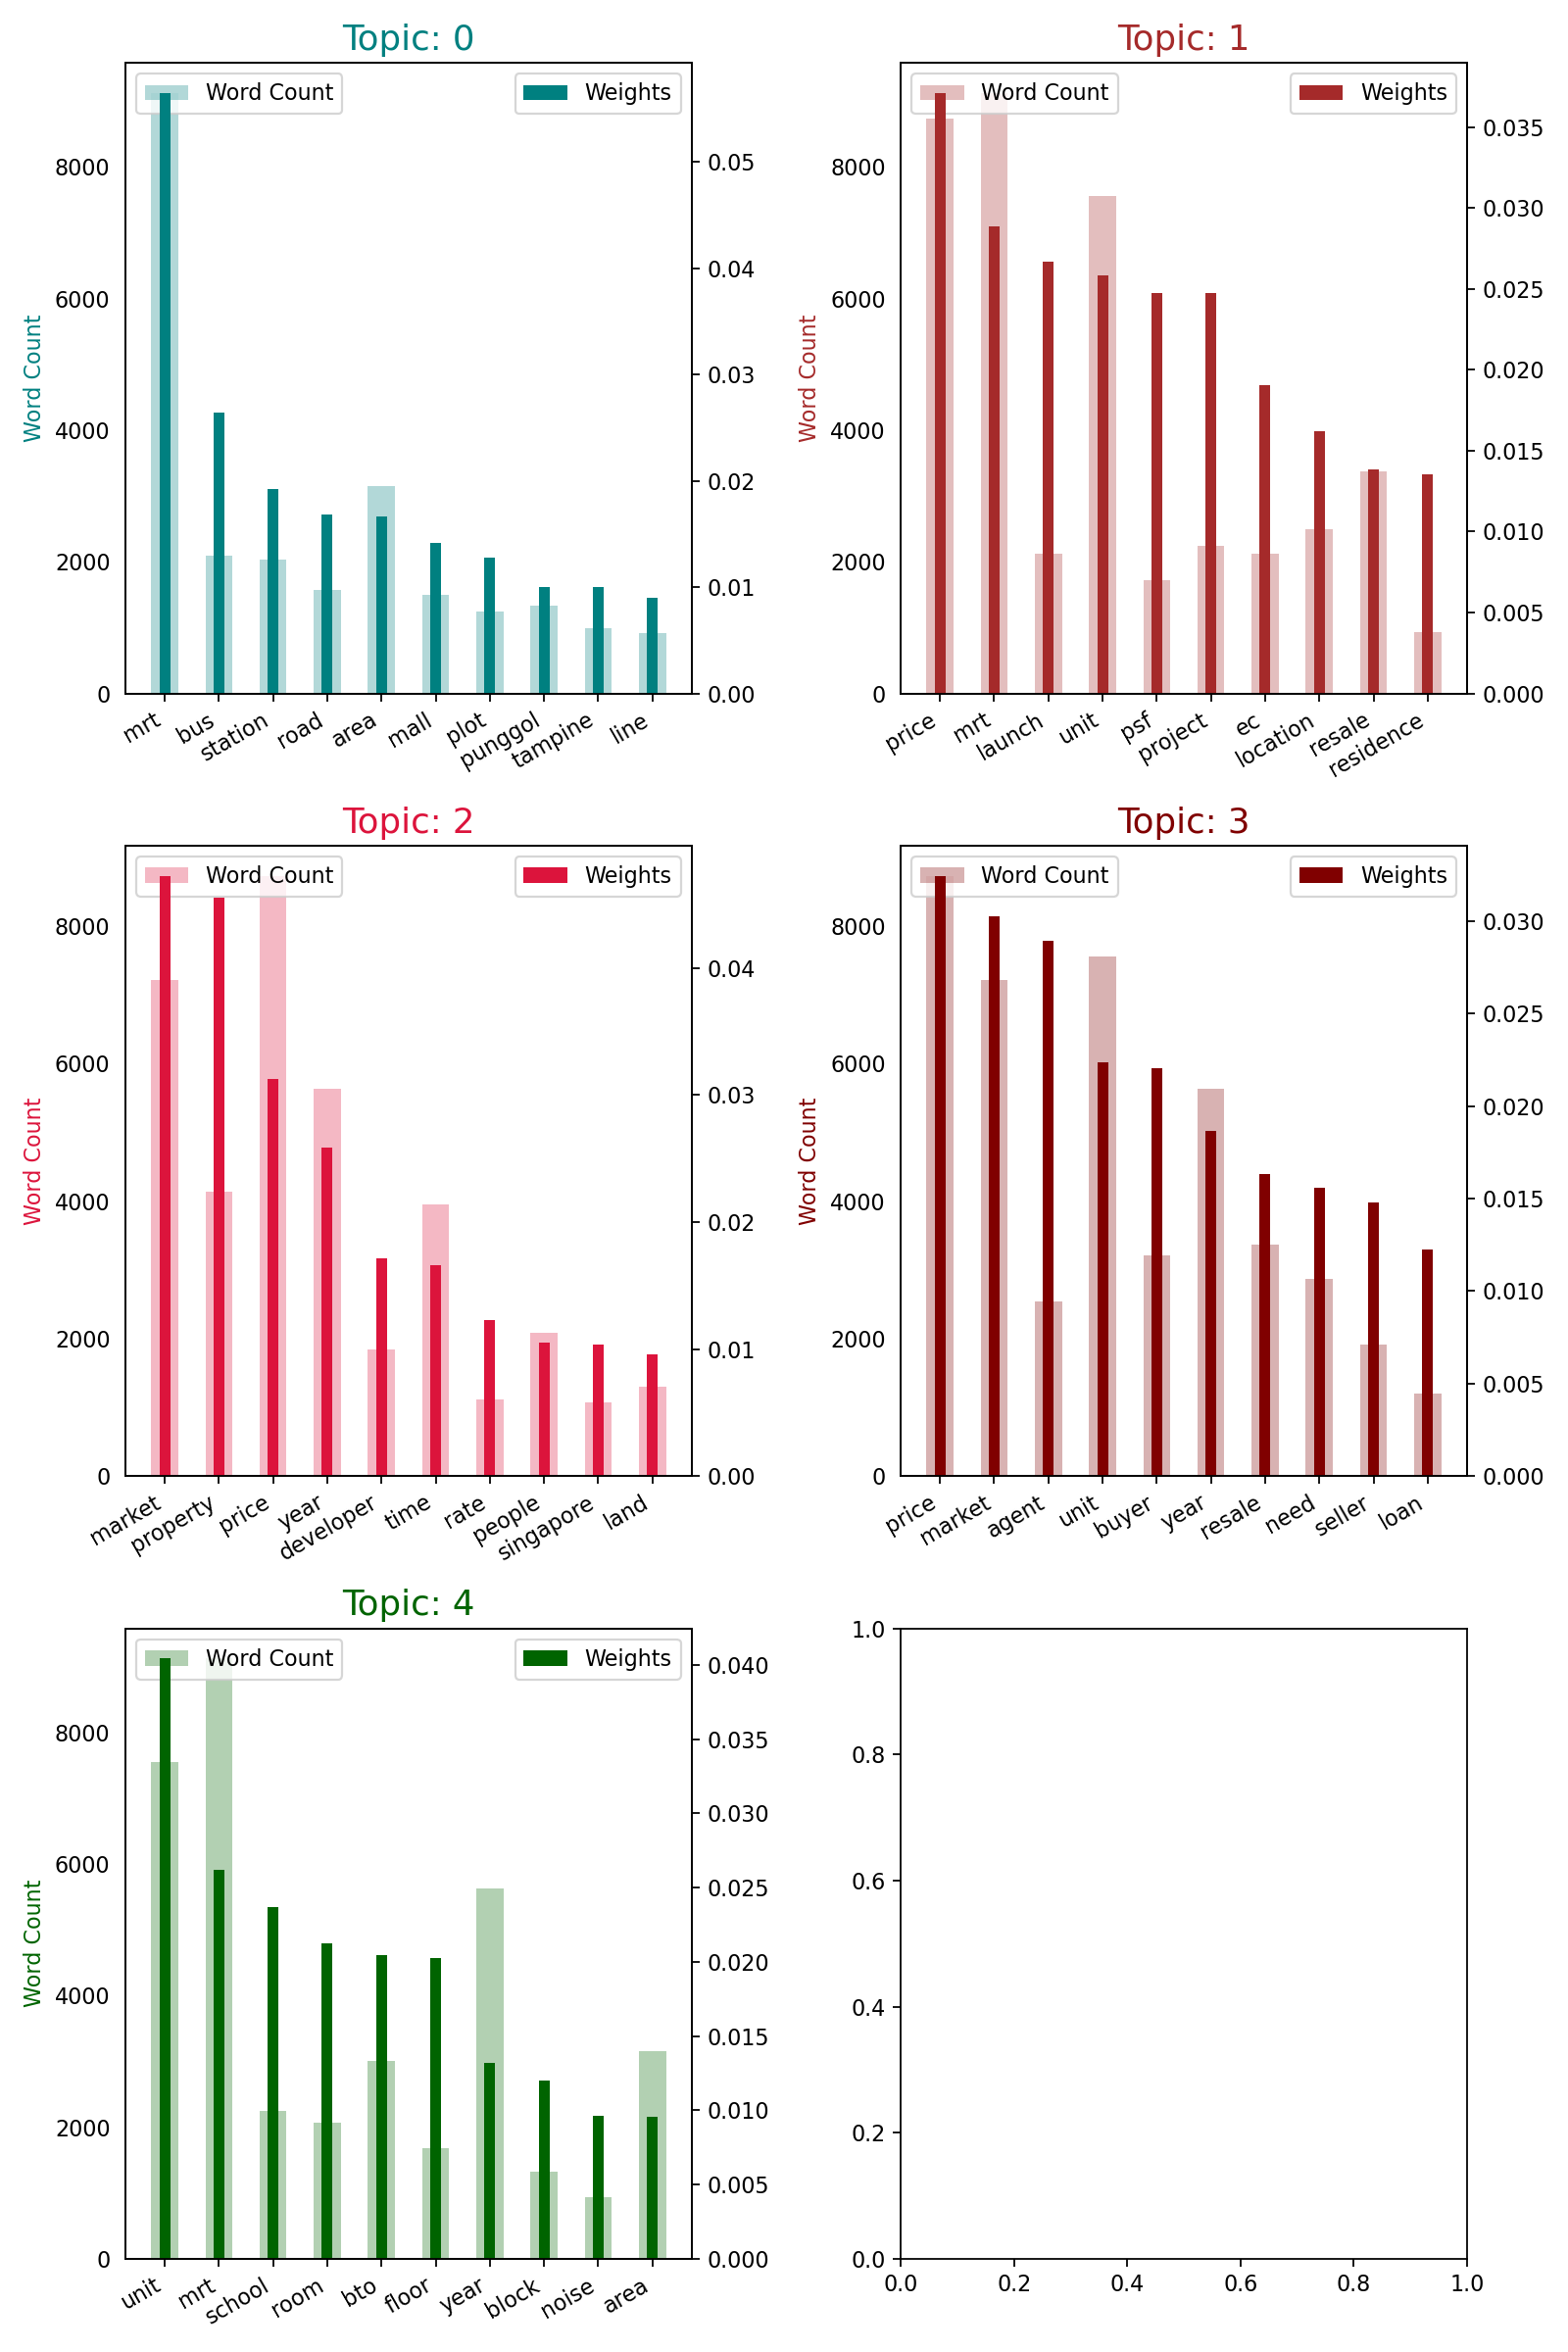 Topic: 0
Word Count
Weights
Word Count
8000
6000
4000
2000
0
0.05
0.04
0.03
0.02
0.01
0.00
mrt
bus
station
road
area
mall
plot
punggol
tampine
line
Topic: 1
Word Count
Weights
Word Count
8000
6000
4000
2000
0
0.035
0.030
0.025
0.020
0.015
0.010
0.005
0.000
price
mrt
launch
unit
psf
project
ec
location
resale
residence
Topic: 2
Word Count
Weights
Word Count
8000
6000
4000
2000
0
0.04
0.03
0.02
0.01
0.00
market
property
price
year
developer
time
rate
people
singapore
land
Topic: 3
Word Count
Weights
Word Count
8000
6000
4000
2000
0
0.030
0.025
0.020
0.015
0.010
0.005
0.000
price
market
agent
unit
buyer
year
resale
need
seller
loan
Topic: 4
Word Count
Weights
Word Count
8000
6000
4000
2000
0
0.040
0.035
0.030
0.025
0.020
0.015
0.010
0.005
0.000
unit
mrt
school
room
bto
floor
year
block
noise
area
1.0
0.8
0.6
0.4
0.2
0.0
0.0
0.2
0.4
0.6
0.8
1.0